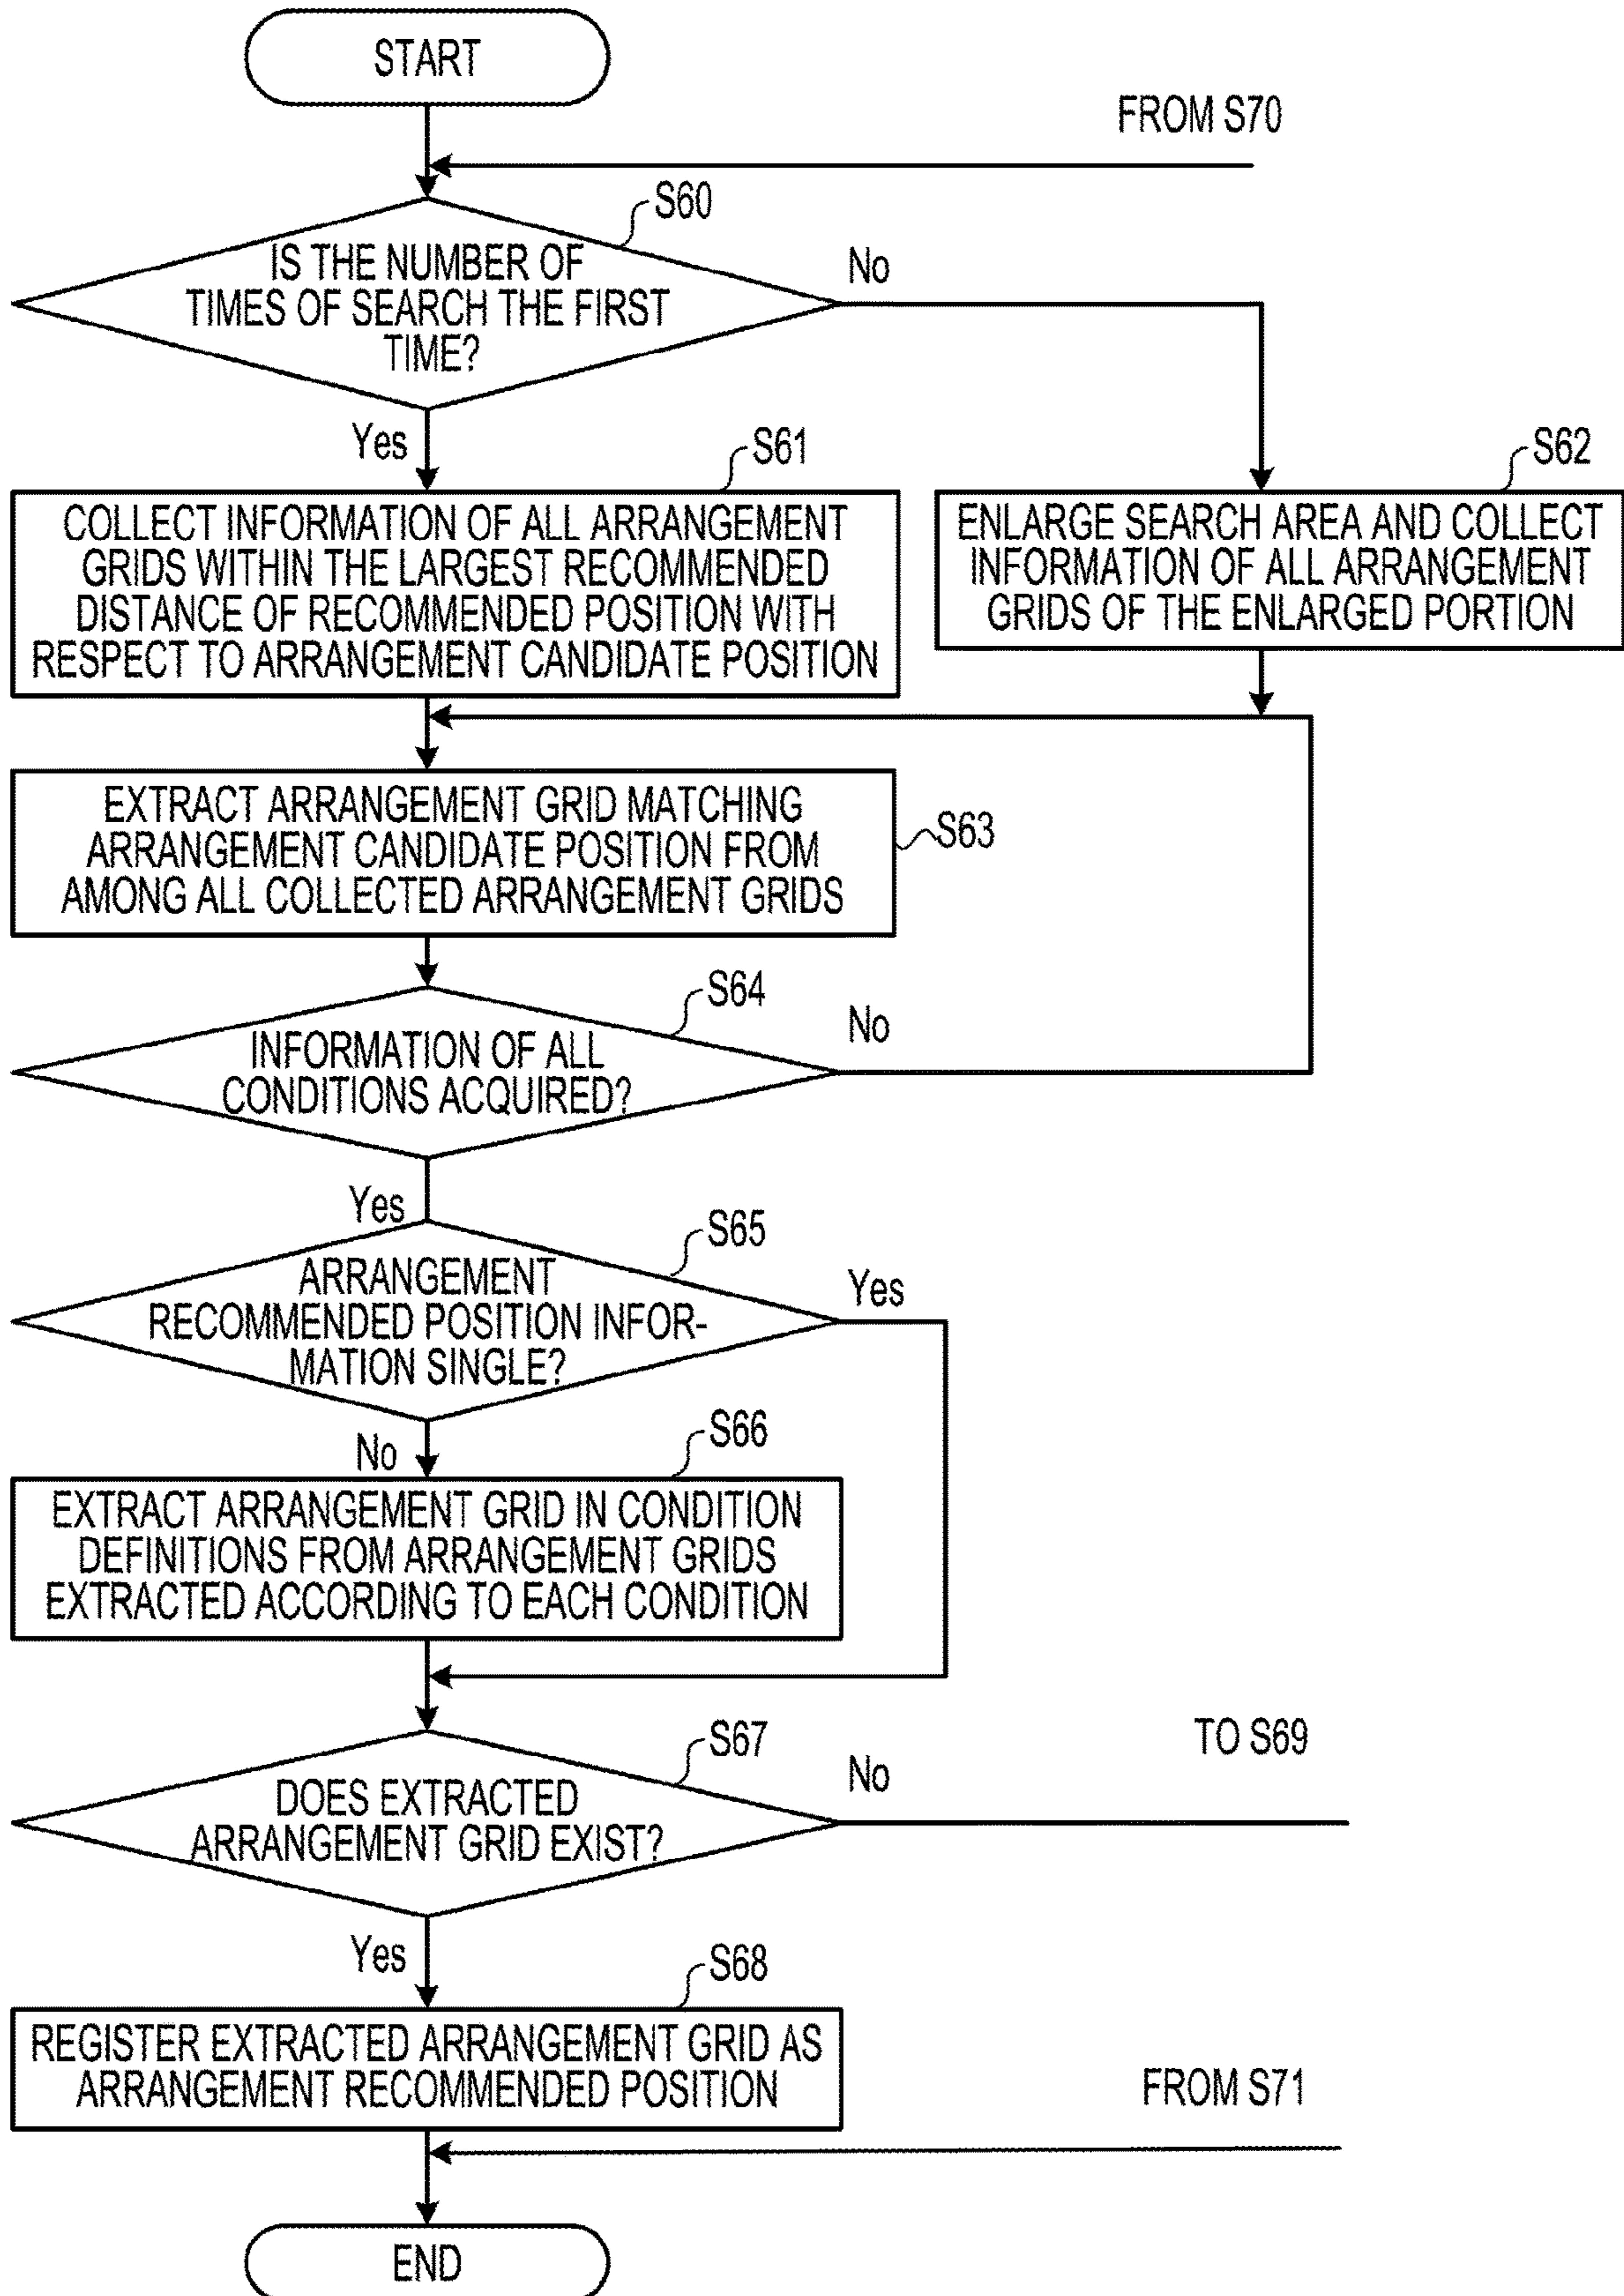 START
FROM S70
S60
IS THE NUMBER OF
TIMES OF SEARCH THE FIRST
TIME?
No
Yes
S61
COLLECT INFORMATION OF ALL ARRANGEMENT
GRIDS WITHIN THE LARGEST RECOMMENDED
DISTANCE OF RECOMMENDED POSITION WITH
RESPECT TO ARRANGEMENT CANDIDATE POSITION
S62
ENLARGE SEARCH AREA AND COLLECT
INFORMATION OF ALL ARRANGEMENT
GRIDS OF THE ENLARGED PORTION
EXTRACT ARRANGEMENT GRID MATCHING
ARRANGEMENT CANDIDATE POSITION FROM
AMONG ALL COLLECTED ARRANGEMENT GRIDS
S63
S64
INFORMATION OF ALL
CONDITIONS ACQUIRED?
No
Yes
S65
ARRANGEMENT
RECOMMENDED POSITION INFOR-
MATION SINGLE?
Yes
No
S66
EXTRACT ARRANGEMENT GRID IN CONDITION
DEFINITIONS FROM ARRANGEMENT GRIDS
EXTRACTED ACCORDING TO EACH CONDITION
S67
DOES EXTRACTED
ARRANGEMENT GRID EXIST?
No
TO S69
Yes
S68
REGISTER EXTRACTED ARRANGEMENT GRID AS
ARRANGEMENT RECOMMENDED POSITION
FROM S71
END